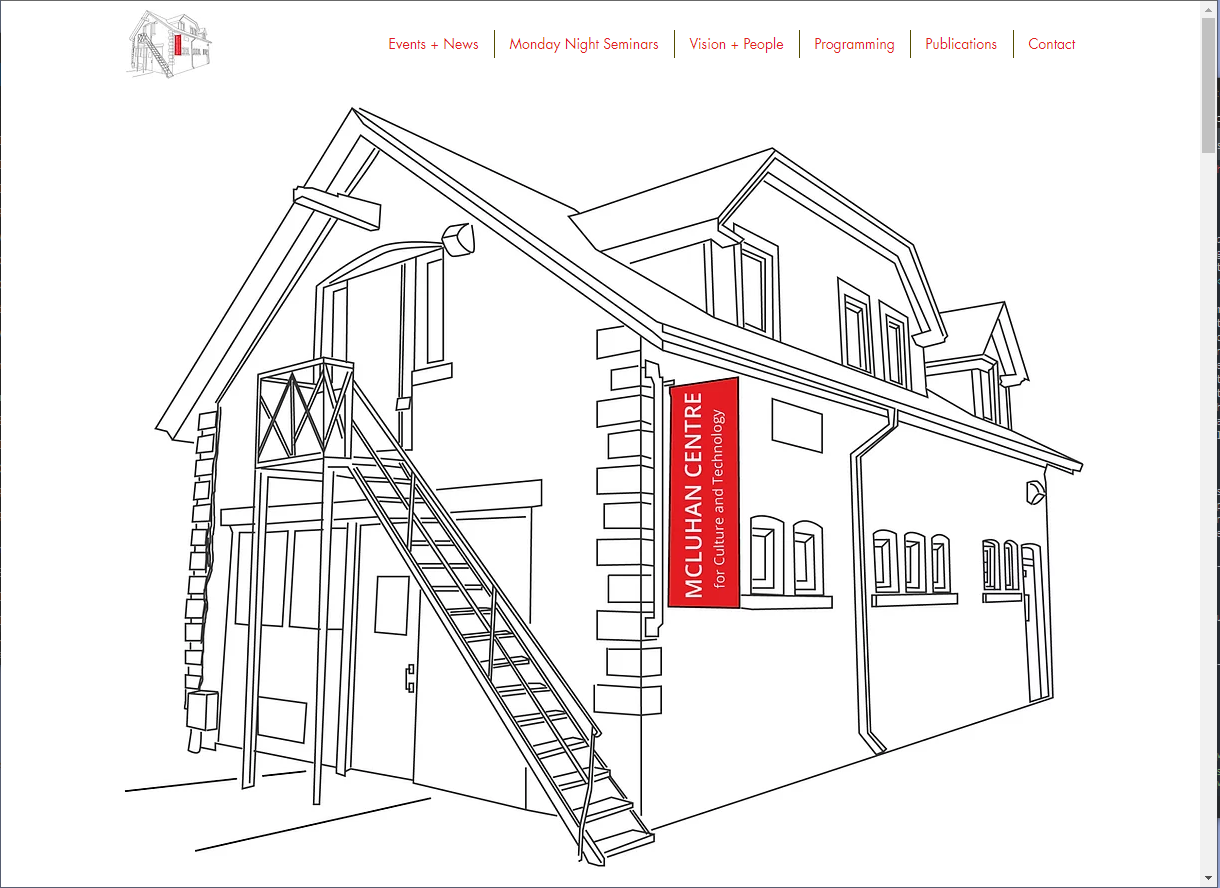 Events + News
Monday Night Seminars
Vision + People
Programming
Publications
Contact
MCLUHAN CENTRE
for Culture and Technology